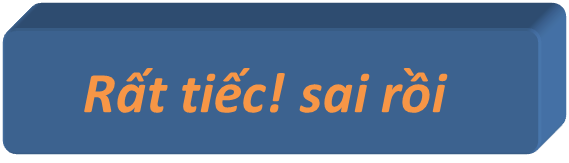 Rất tiếc! sai rồi